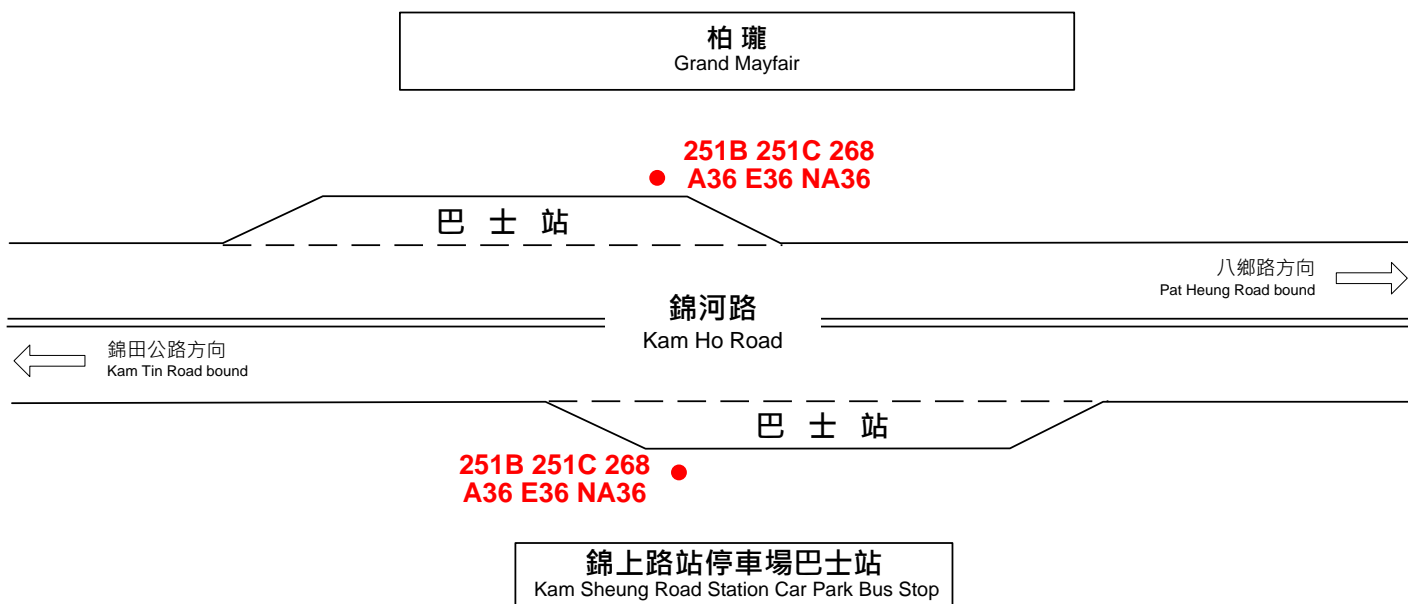 柏瓏
Grand Mayfair
251B 251C 268
A36 E36 NA36
巴士站
八鄉路方向
Pat Heung Road bound
錦河路
Kam Ho Road
錦田公路方向
Kam Tin Road bound
巴士站
251B 251C 268
A36 E36 NA36
錦上路站停車場巴士站
Kam Sheung Road Station Car Park Bus Stop